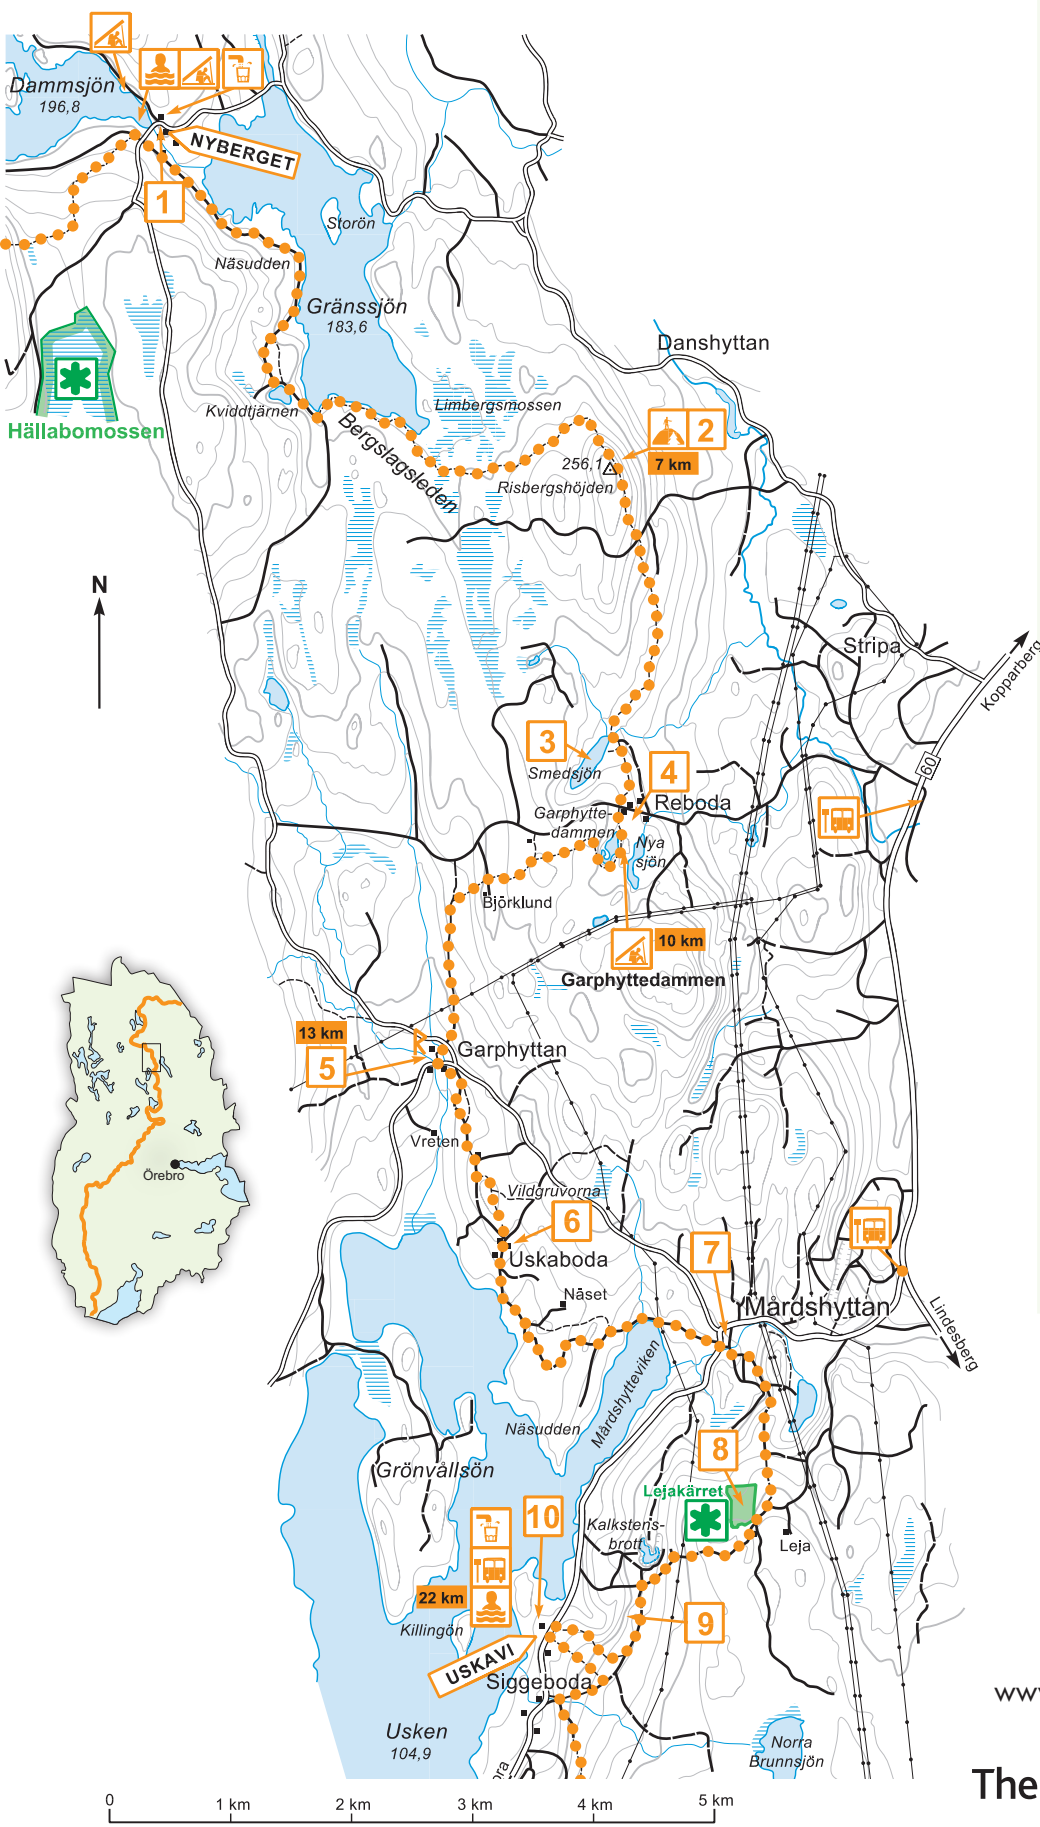 Dammsjön
196,8
NYBERGET
1
Storön
Näsudden
Gränssjön
183,6
Danshyttan
Hällabomossen
Kviddtjärnen
Limbergsmossen
Bergslagsleden
2
7 km
256,1
Risbergshöjden
N
Stripa
Kopparberg
60
3
Smedsjön
4
Reboda
Garphytte-
dammen
Nya
sjön
Björklund
10 km
Garphyttedammen
13 km
5
Garphyttan
Örebro
Vreten
Vildgruvorna
6
Uskaboda
7
Näset
Mårdshyttan
Lindesberg
Mårdshytteviken
Näsudden
Grönvållsön
8
Lejakärret
10
Kalkstens-
brott
Leja
22 km
Killingön
9
USKAVI
Siggeboda
Usken
104,9
Norra
Brunnsjön
ora
www
The
0
1 km
2 km
3 km
4 km
5 km